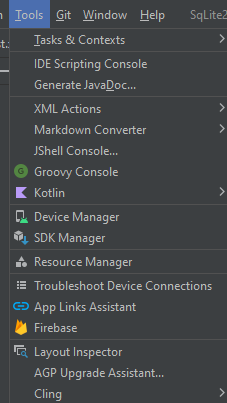 Tools Git Window Help SqLite2
st.
Tasks & Contexts
IDE Scripting Console
Generate JavaDoc...
XML Actions
Markdown Converter
JShell Console...
Groovy Console
Kotlin
Device Manager
SDK Manager
Resource Manager
Troubleshoot Device Connections
App Links Assistant
Firebase
Layout Inspector
AGP Upgrade Assistant...
Cling